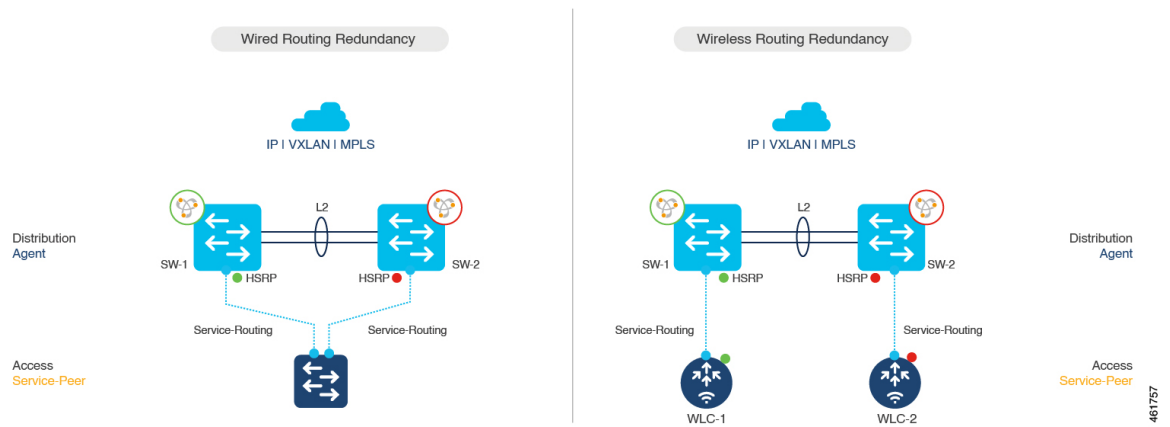 Wired Routing Redundancy
IP | VXLAN | MPLS
L2
Distribution
Agent
SW-1
SW-2
HSRP
HSRP
Service-Routing
Service-Routing
Access
Service-Peer
Wireless Routing Redundancy
IP | VXLAN | MPLS
L2
Distribution
Agent
SW-1
SW-2
HSRP
HSRP
Service-Routing
Service-Routing
Access
Service-Peer
WLC-1
WLC-2
461757